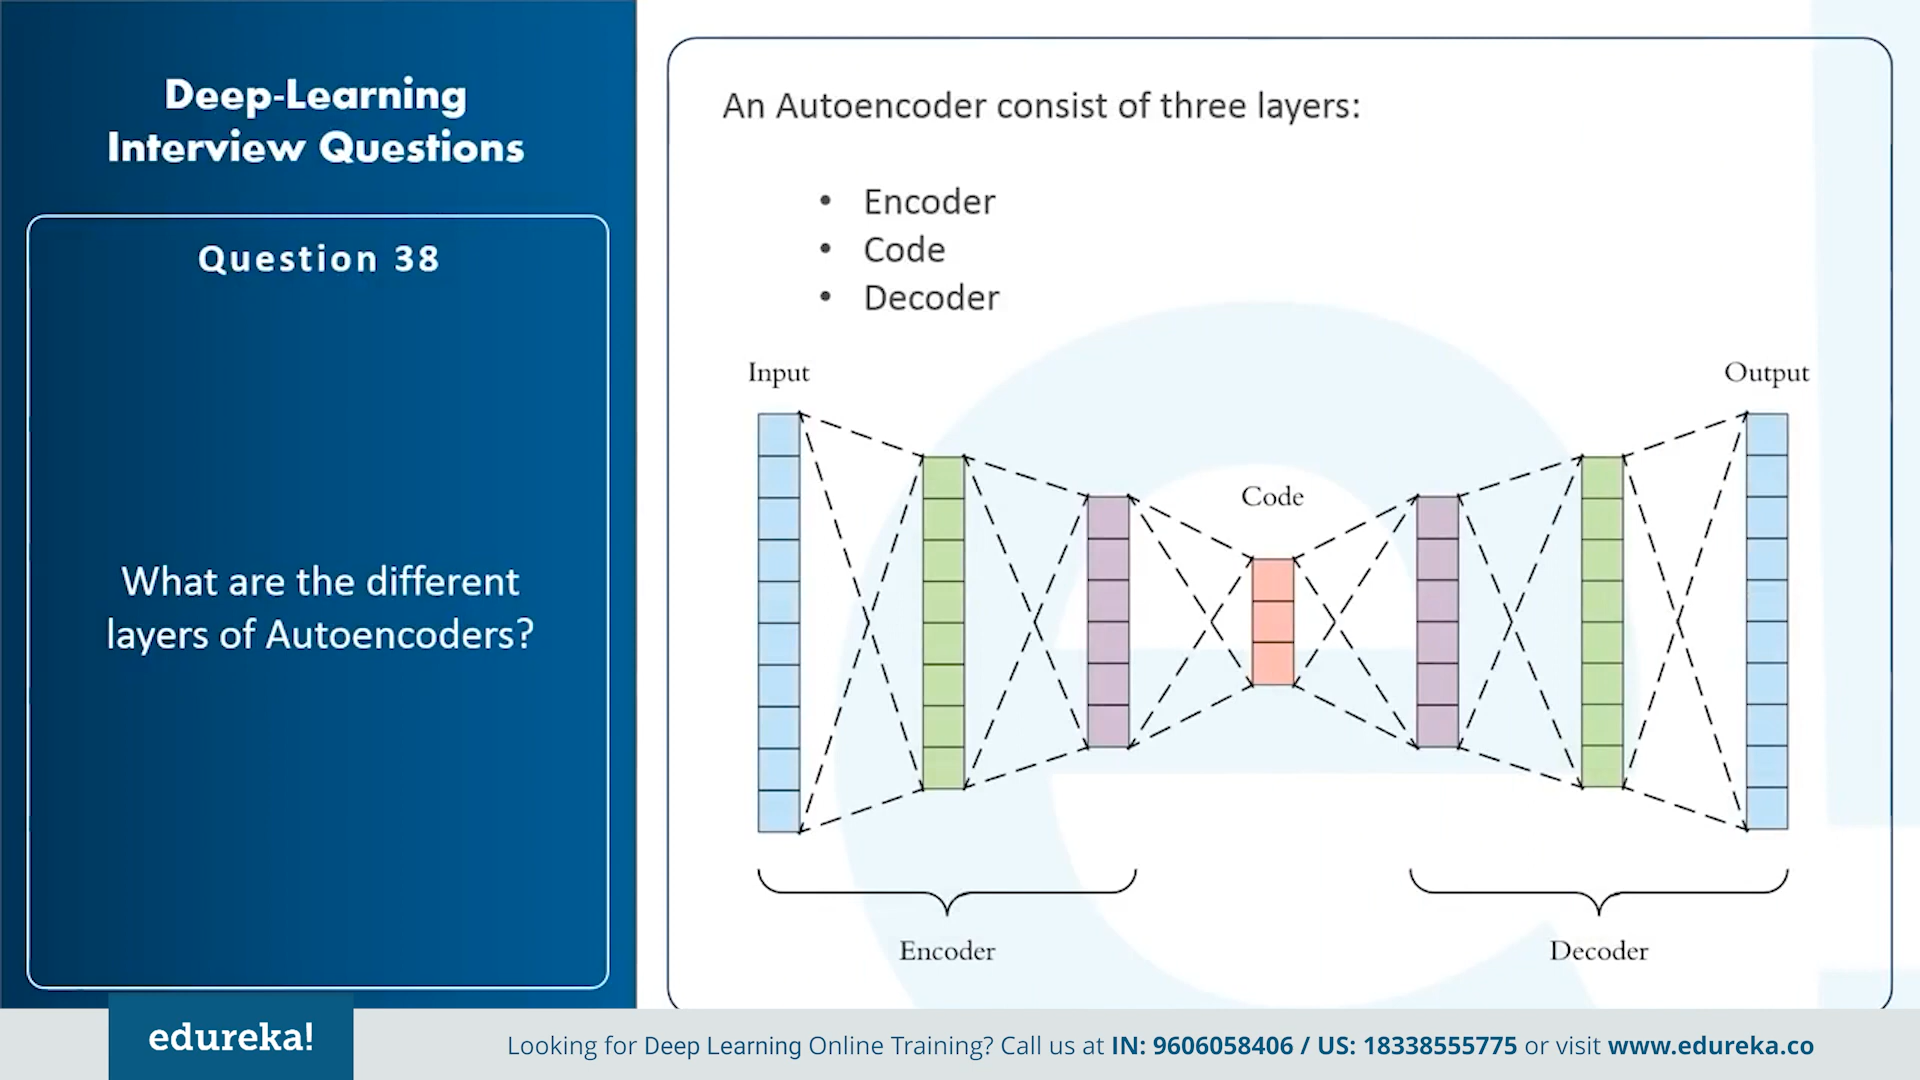 Deep-Learning
Interview Questions
Question 38
What are the different
layers of Autoencoders?
An Autoencoder consist of three layers:
• Encoder
• Code
• Decoder
Input
Output
Code
Encoder
Decoder
edureka!
Looking for Deep Learning Online Training? Call us at IN: 9606058406 / US: 18338555775 or visit www.edureka.co